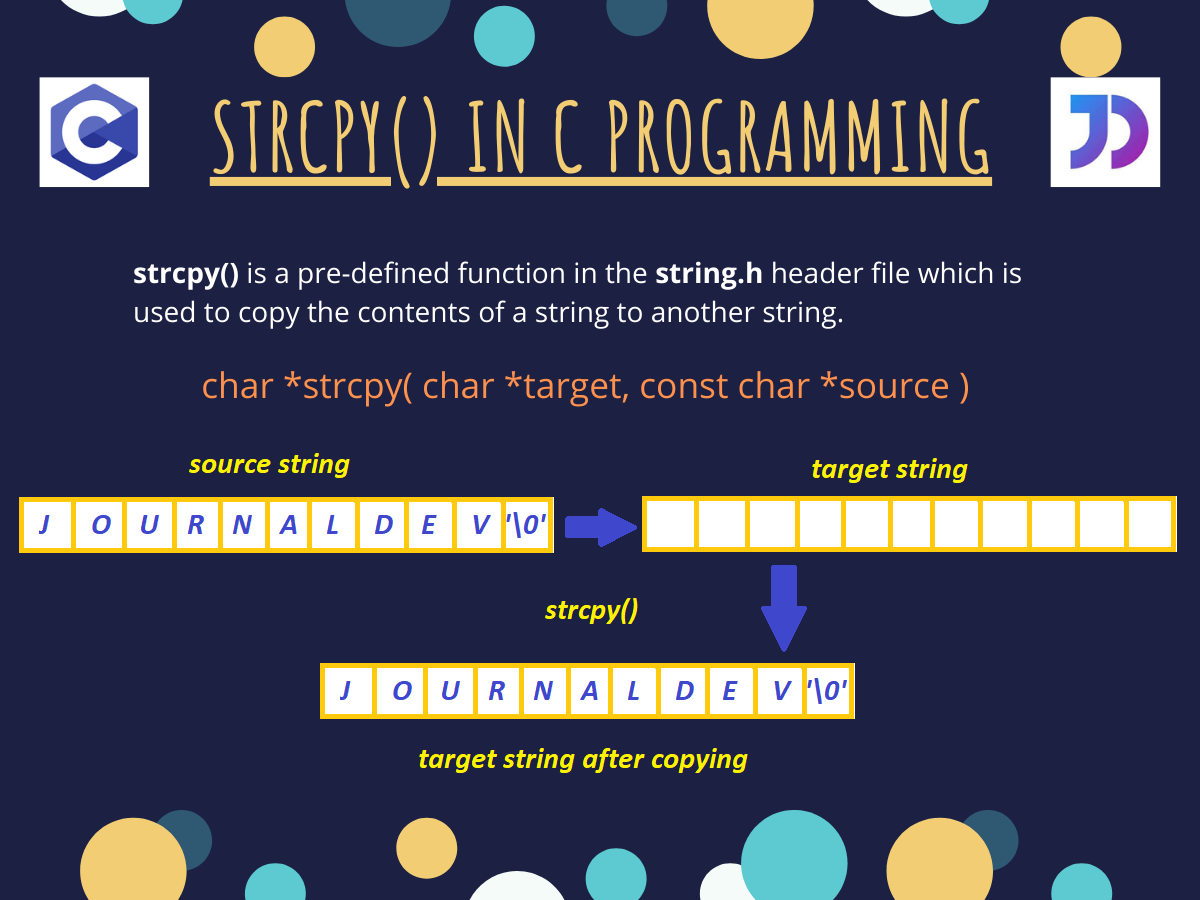 STRCPY() IN C PROGRAMMING
C
JD
strcpy() is a pre-defined function in the string.h header file which is
used to copy the contents of a string to another string.
char *strcpy( char *target, const char *source )
source string
target string
J O U R N A L D E V '\0'
strcpy()
J O U R N A L D E V '\0'
target string after copying